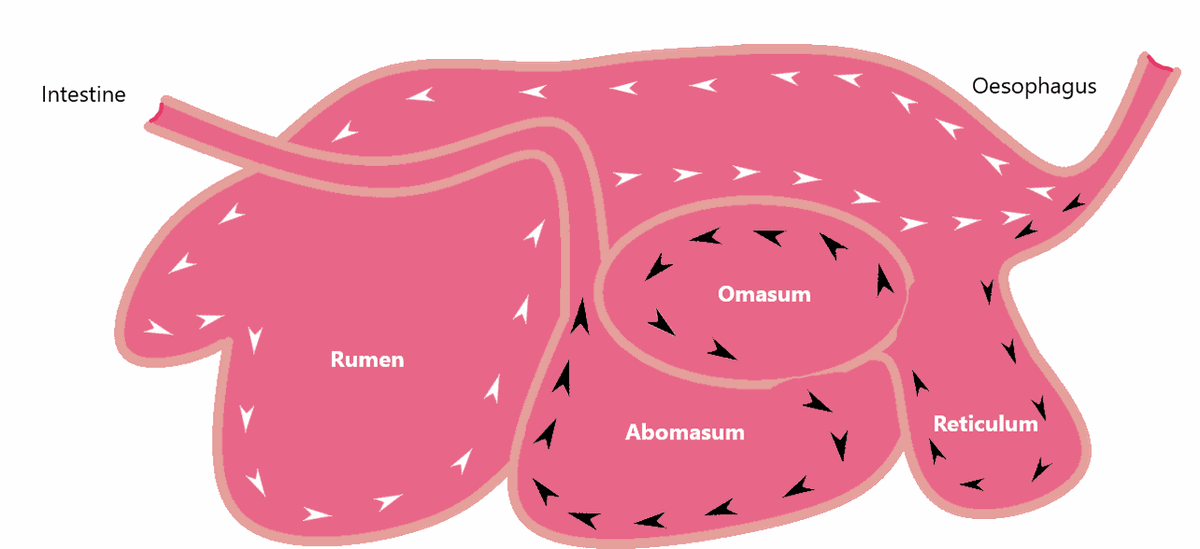 Intestine
Oesophagus
Omasum
Rumen
Abomasum
Reticulum